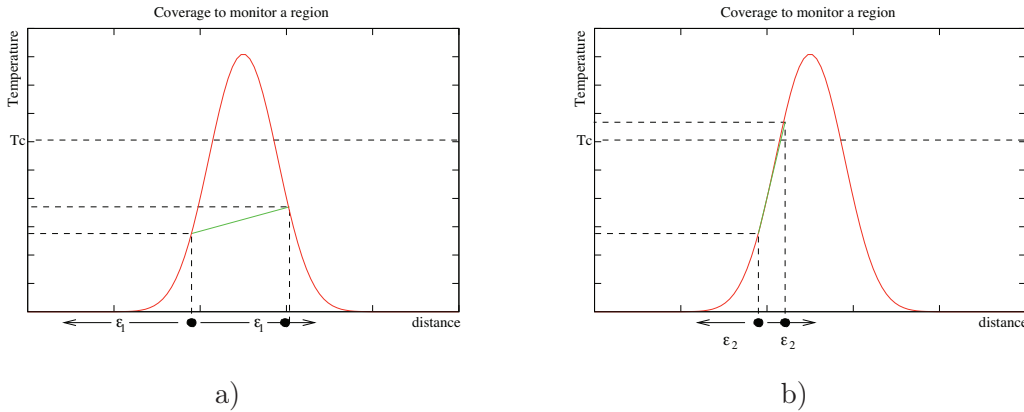 Coverage to monitor a region
Temperature
Tc
ε1
ε1
distance
a)
Coverage to monitor a region
Temperature
Tc
ε2
ε2
distance
b)